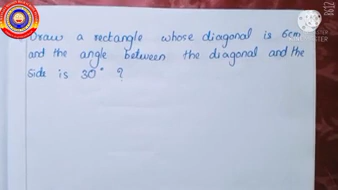 Draw a rectangle whose diagonal is 6cm
and the angle between the diagonal and the
side is 30° ?